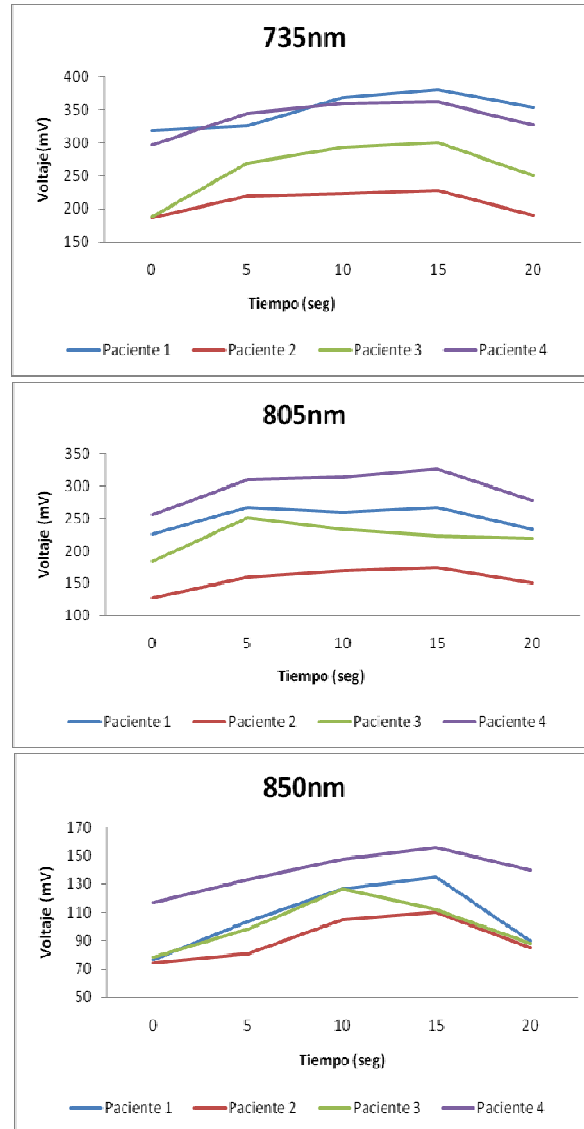 735nm
400
350
300
250
200
150
Voltaje(mV)
0 5 10 15 20
Tiempo (seg)
Paciente 1 Paciente 2 Paciente 3 Paciente 4
805nm
350
300
250
200
150
100
Voltaje (mV)
0 5 10 15 20
Tiempo (seg)
Paciente 1 Paciente 2 Paciente 3 Paciente 4
850nm
170
150
130
110
90
70
50
Voltaje (mV)
0 5 10 15 20
Tiempo (seg)
Paciente 1 Paciente 2 Paciente 3 Paciente 4